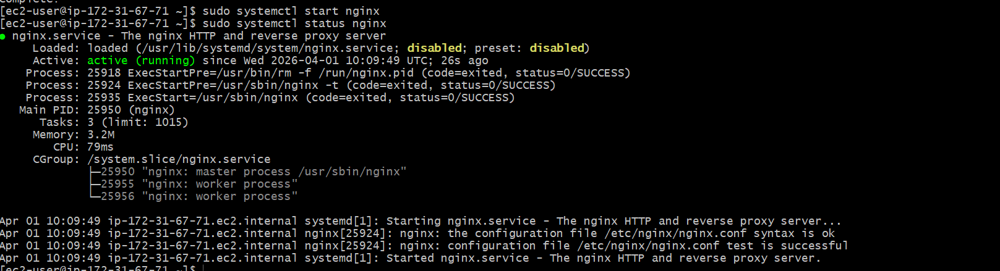 Complete!
[ec2-user@ip-172-31-67-71 ~]$ sudo systemctl start nginx
[ec2-user@ip-172-31-67-71 ~]$ sudo systemctl status nginx
● nginx.service - The nginx HTTP and reverse proxy server
Loaded: loaded (/usr/lib/systemd/system/nginx.service; disabled; preset: disabled)
Active: active (running) since Wed 2026-04-01 10:09:49 UTC; 26s ago
Process: 25918 ExecStartPre=/usr/bin/rm -f /run/nginx.pid (code=exited, status=0/SUCCESS)
Process: 25924 ExecStartPre=/usr/sbin/nginx -t (code=exited, status=0/SUCCESS)
Process: 25935 ExecStart=/usr/sbin/nginx (code=exited, status=0/SUCCESS)
Main PID: 25950 (nginx)
Tasks: 3 (limit: 1015)
Memory: 3.2M
CPU: 79ms
CGroup: /system.slice/nginx.service
├─25950 "nginx: master process /usr/sbin/nginx"
├─25955 "nginx: worker process"
└─25956 "nginx: worker process"
Apr 01 10:09:49 ip-172-31-67-71.ec2.internal systemd[1]: Starting nginx.service - The nginx HTTP and reverse proxy server...
Apr 01 10:09:49 ip-172-31-67-71.ec2.internal nginx[25924]: nginx: the configuration file /etc/nginx/nginx.conf syntax is ok
Apr 01 10:09:49 ip-172-31-67-71.ec2.internal nginx[25924]: nginx: configuration file /etc/nginx/nginx.conf test is successful
Apr 01 10:09:49 ip-172-31-67-71.ec2.internal systemd[1]: Started nginx.service - The nginx HTTP and reverse proxy server.
[ec2-user@ip-172-31-67-71 ~]$